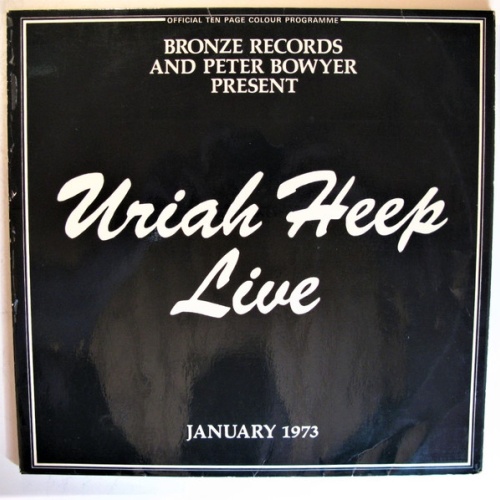 OFFICIAL TEN PAGE COLOUR PROGRAMME
BRONZE RECORDS
AND PETER BOWYER
PRESENT
Uriah Heep
Live
JANUARY 1973